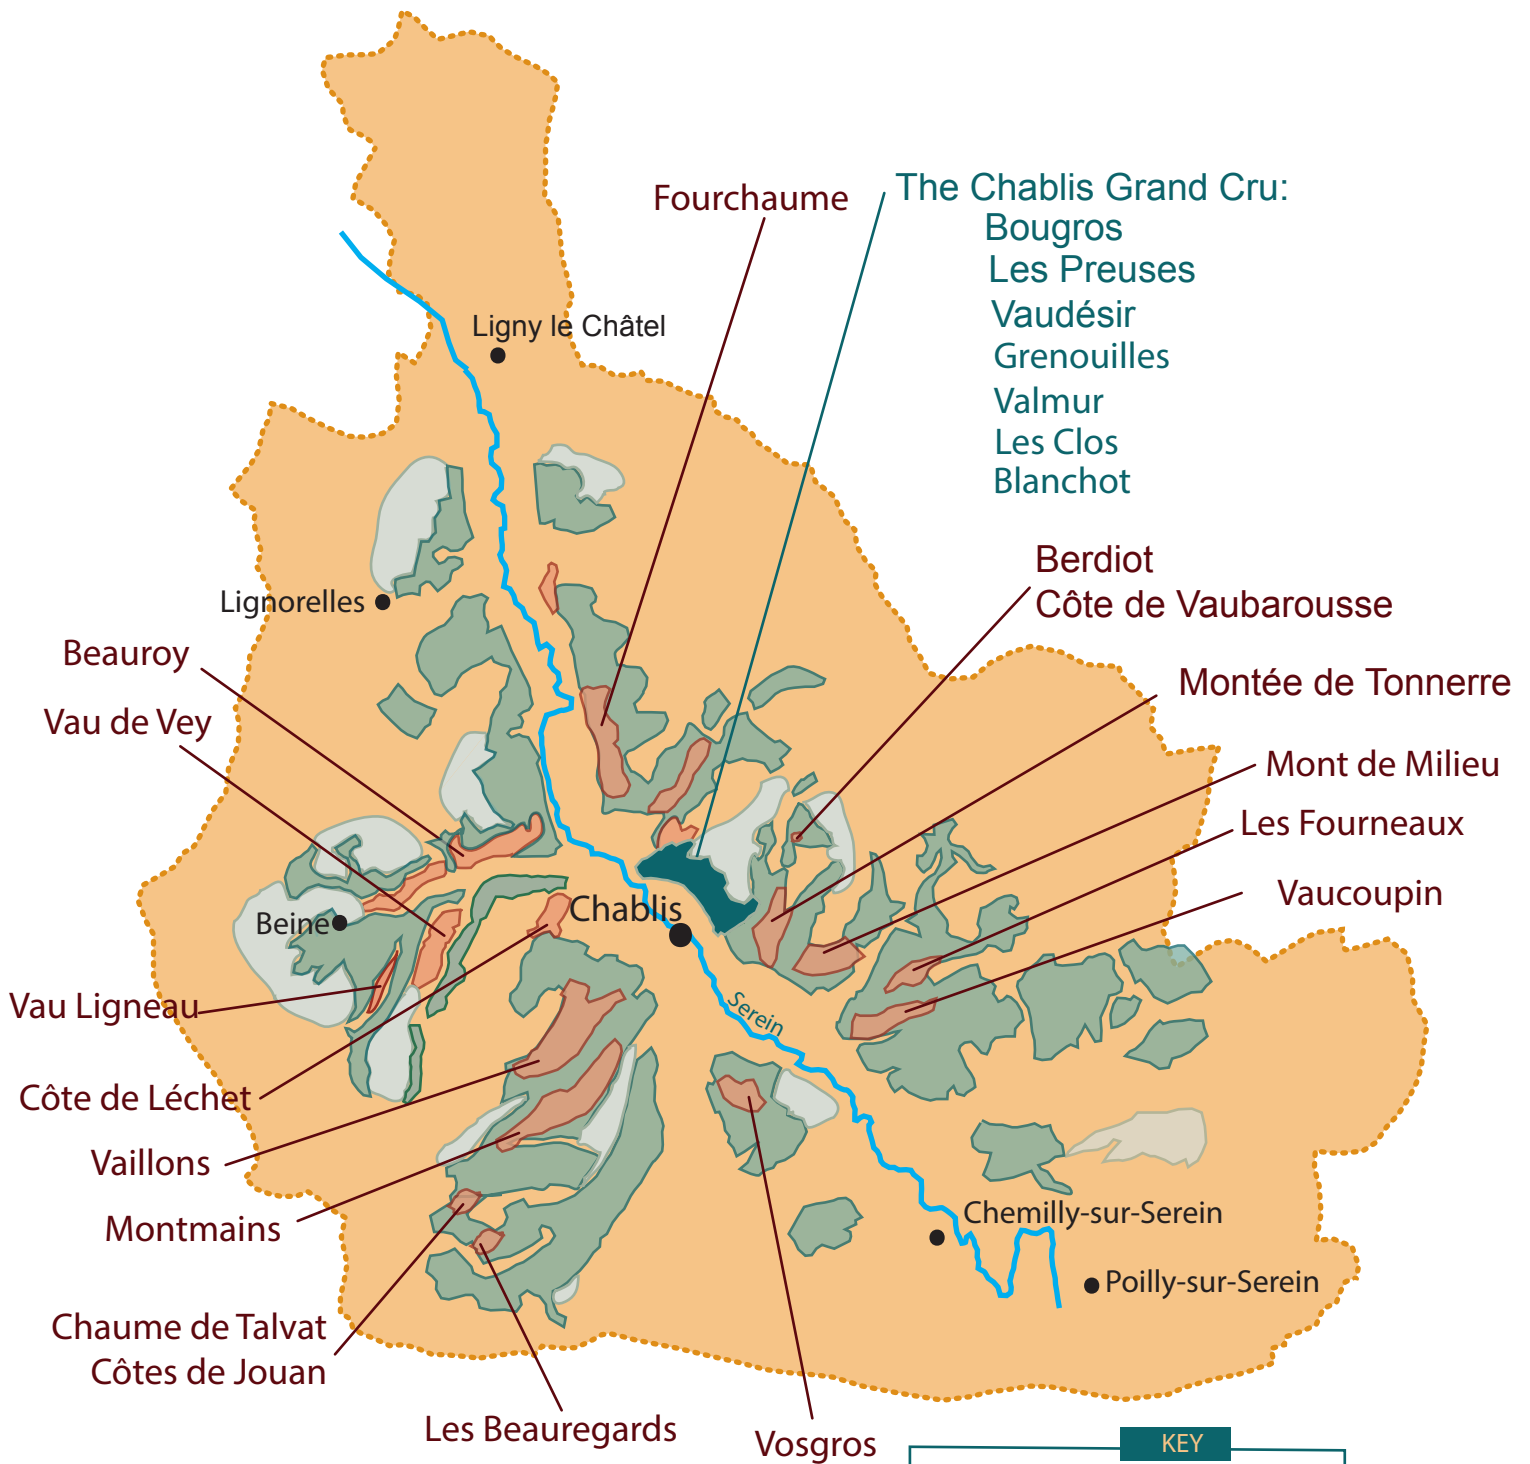 The Chablis Grand Cru:
Bougros
Les Preuses
Vaudésir
Grenouilles
Valmur
Les Clos
Blanchot
Fourchaume
Ligny le Châtel
Berdiot
Côte de Vaubarousse
Lignorelles
Beauroy
Montée de Tonnerre
Vau de Vey
Mont de Milieu
Les Fourneaux
Vaucoupin
Chablis
Beine
Vau Ligneau
Serein
Côte de Léchet
Vaillons
Montmains
Chemilly-sur-Serein
Poilly-sur-Serein
Chaume de Talvat
Côtes de Jouan
Les Beauregards
Vosgros
KEY